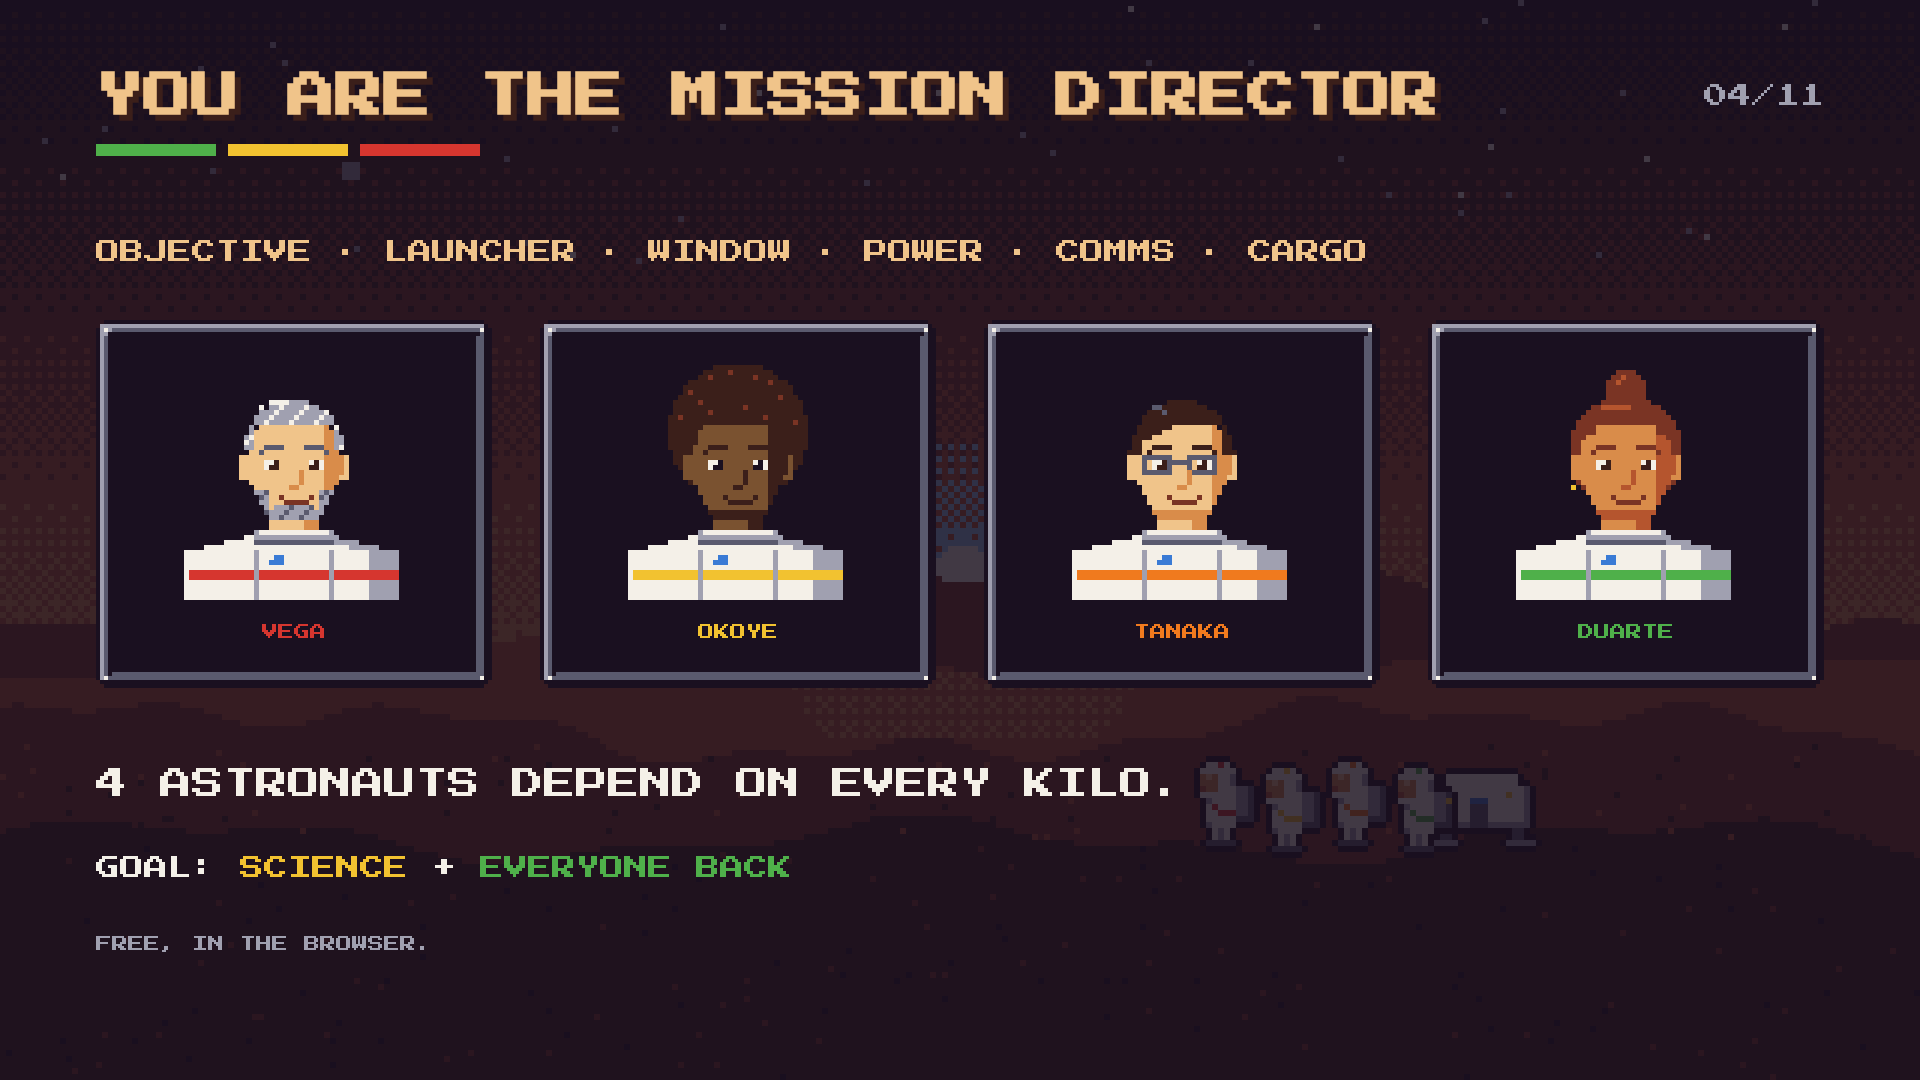 YOU ARE THE MISSION DIRECTOR
04/11
OBJECTIVE · LAUNCHER · WINDOW · POWER · COMMS · CARGO
VEGA
OKOYE
TANAKA
DUARTE
4 ASTRONAUTS DEPEND ON EVERY KILO.
GOAL: SCIENCE + EVERYONE BACK
FREE, IN THE BROWSER.